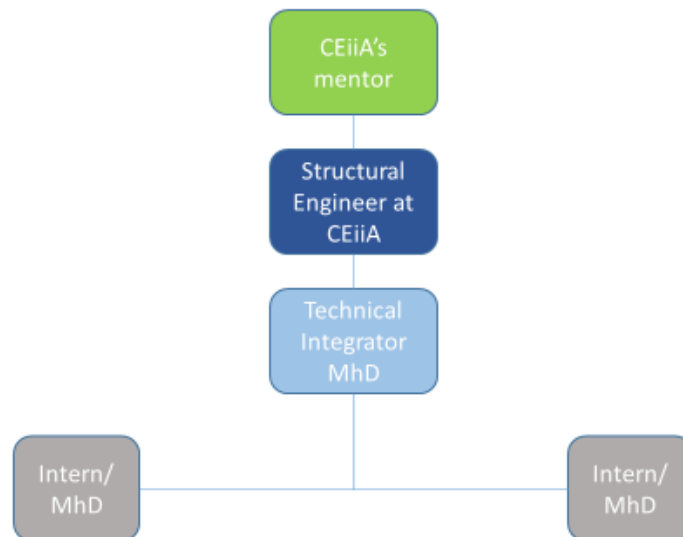 CEiiA's
mentor
Structural
Engineer at
CEiiA
Technical
Integrator
MhD
Intern/
MhD
Intern/
MhD